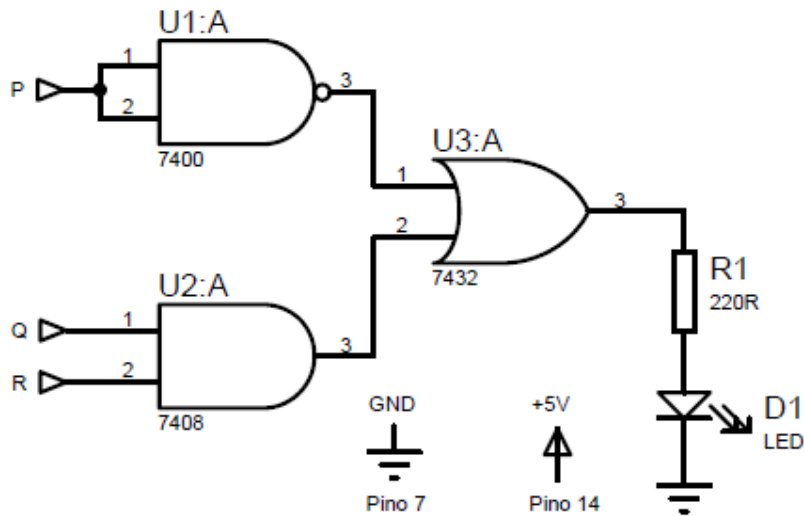 U1:A
P
1
2
3
7400
U3:A
1
2
3
7432
R1
220R
U2:A
Q
R
1
2
3
7408
GND
Pino 7
+5V
Pino 14
D1
LED